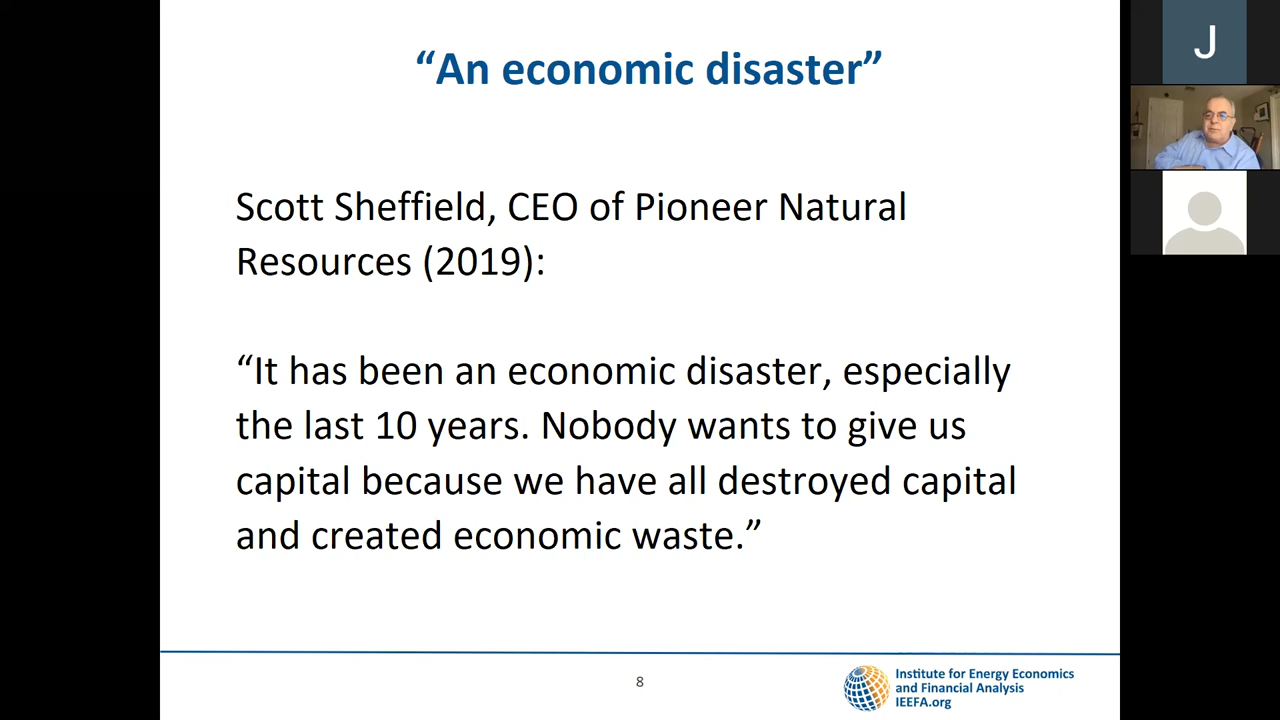 “An economic disaster”
Scott Sheffield, CEO of Pioneer Natural
Resources (2019):
“It has been an economic disaster, especially
the last 10 years. Nobody wants to give us
capital because we have all destroyed capital
and created economic waste.”
8
Institute for Energy Economics
and Financial Analysis
IEEFA.org
J